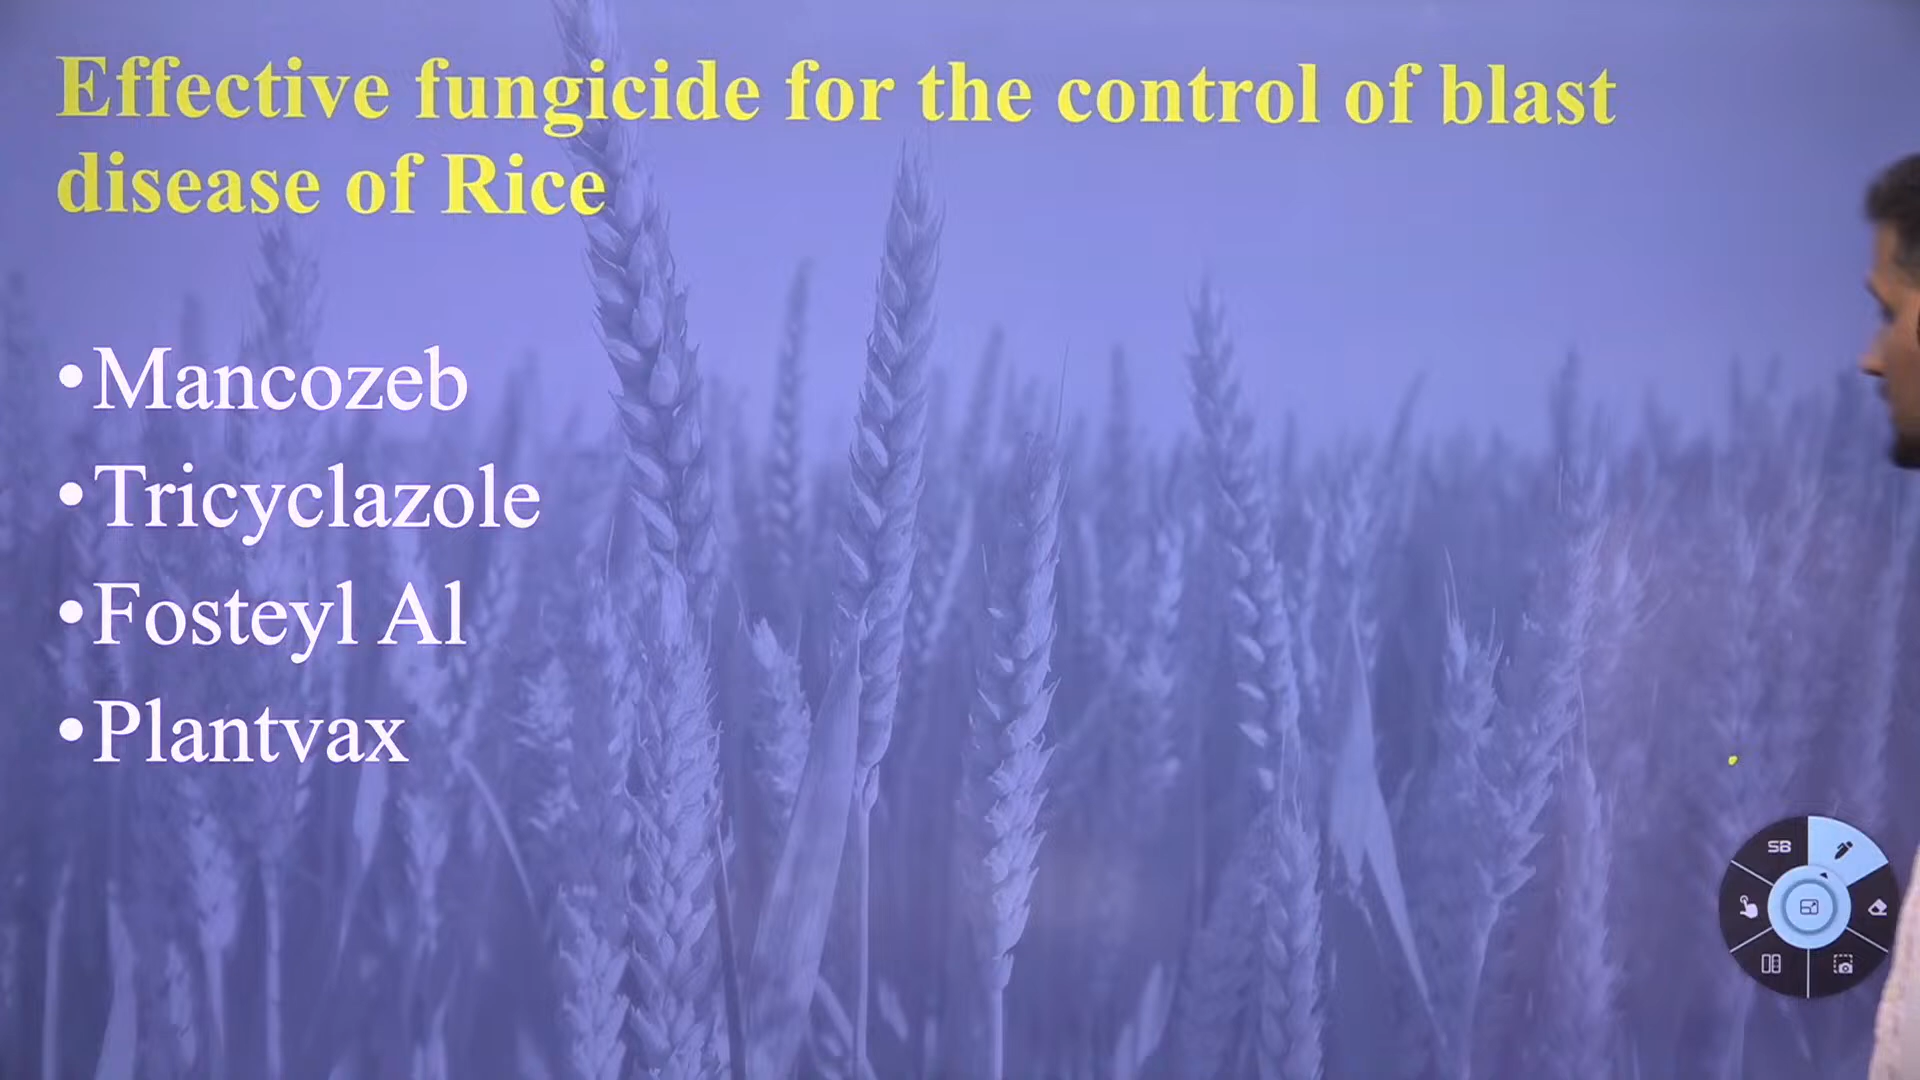 Effective fungicide for the control of blast
disease of Rice
•Mancozeb
•Tricyclazole
•Fosteyl Al
•Plantvax
SB